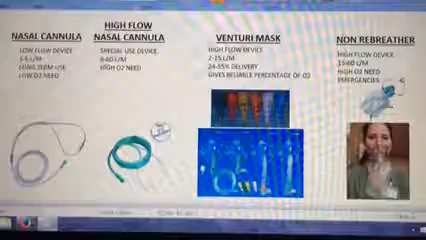 NASAL CANNULA
LOW FLOW DEVICE
1-6 L/M
LONG TERM USE
LOW O2 NEED
HIGH FLOW
NASAL CANNULA
SPECIAL USE DEVICE
6-60 L/M
HIGH O2 NEED
VENTURI MASK
HIGH FLOW DEVICE
2-15 L/M
24-55% DELIVERY
GIVES RELIABLE PERCENTAGE OF O2
NON REBREATHER
HIGH FLOW DEVICE
HIGH O2 NEED
EMERGENCIES